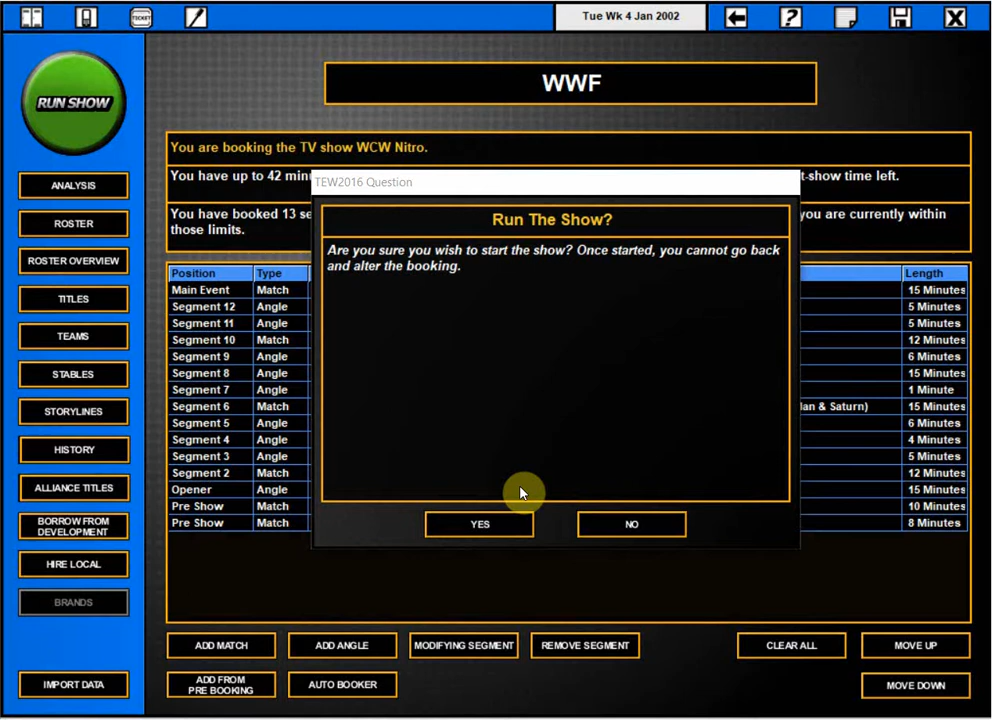 TICKET
Tue Wk 4 Jan 2002
?
X
RUN SHOW
WWF
You are booking the TV show WCW Nitro.
You have up to 42 minu
t-show time left.
You have booked 13 se
you are currently within
those limits.
TEW2016 Question
Run The Show?
Are you sure you wish to start the show? Once started, you cannot go back
and alter the booking.
YES
NO
ANALYSIS
ROSTER
ROSTER OVERVIEW
TITLES
TEAMS
STABLES
STORYLINES
HISTORY
ALLIANCE TITLES
BORROW FROM
DEVELOPMENT
HIRE LOCAL
BRANDS
IMPORT DATA
Position Type Length
Main Event Match 15 Minutes
Segment 12 Angle 5 Minutes
Segment 11 Angle 5 Minutes
Segment 10 Match 12 Minutes
Segment 9 Angle 6 Minutes
Segment 8 Angle 15 Minutes
Segment 7 Angle 1 Minute
Segment 6 Match lan & Saturn) 15 Minutes
Segment 5 Angle 6 Minutes
Segment 4 Angle 4 Minutes
Segment 3 Angle 5 Minutes
Segment 2 Match 12 Minutes
Opener Angle 15 Minutes
Pre Show Match 10 Minutes
Pre Show Match 8 Minutes
ADD MATCH
ADD ANGLE
MODIFYING SEGMENT
REMOVE SEGMENT
CLEAR ALL
MOVE UP
ADD FROM
PRE BOOKING
AUTO BOOKER
MOVE DOWN